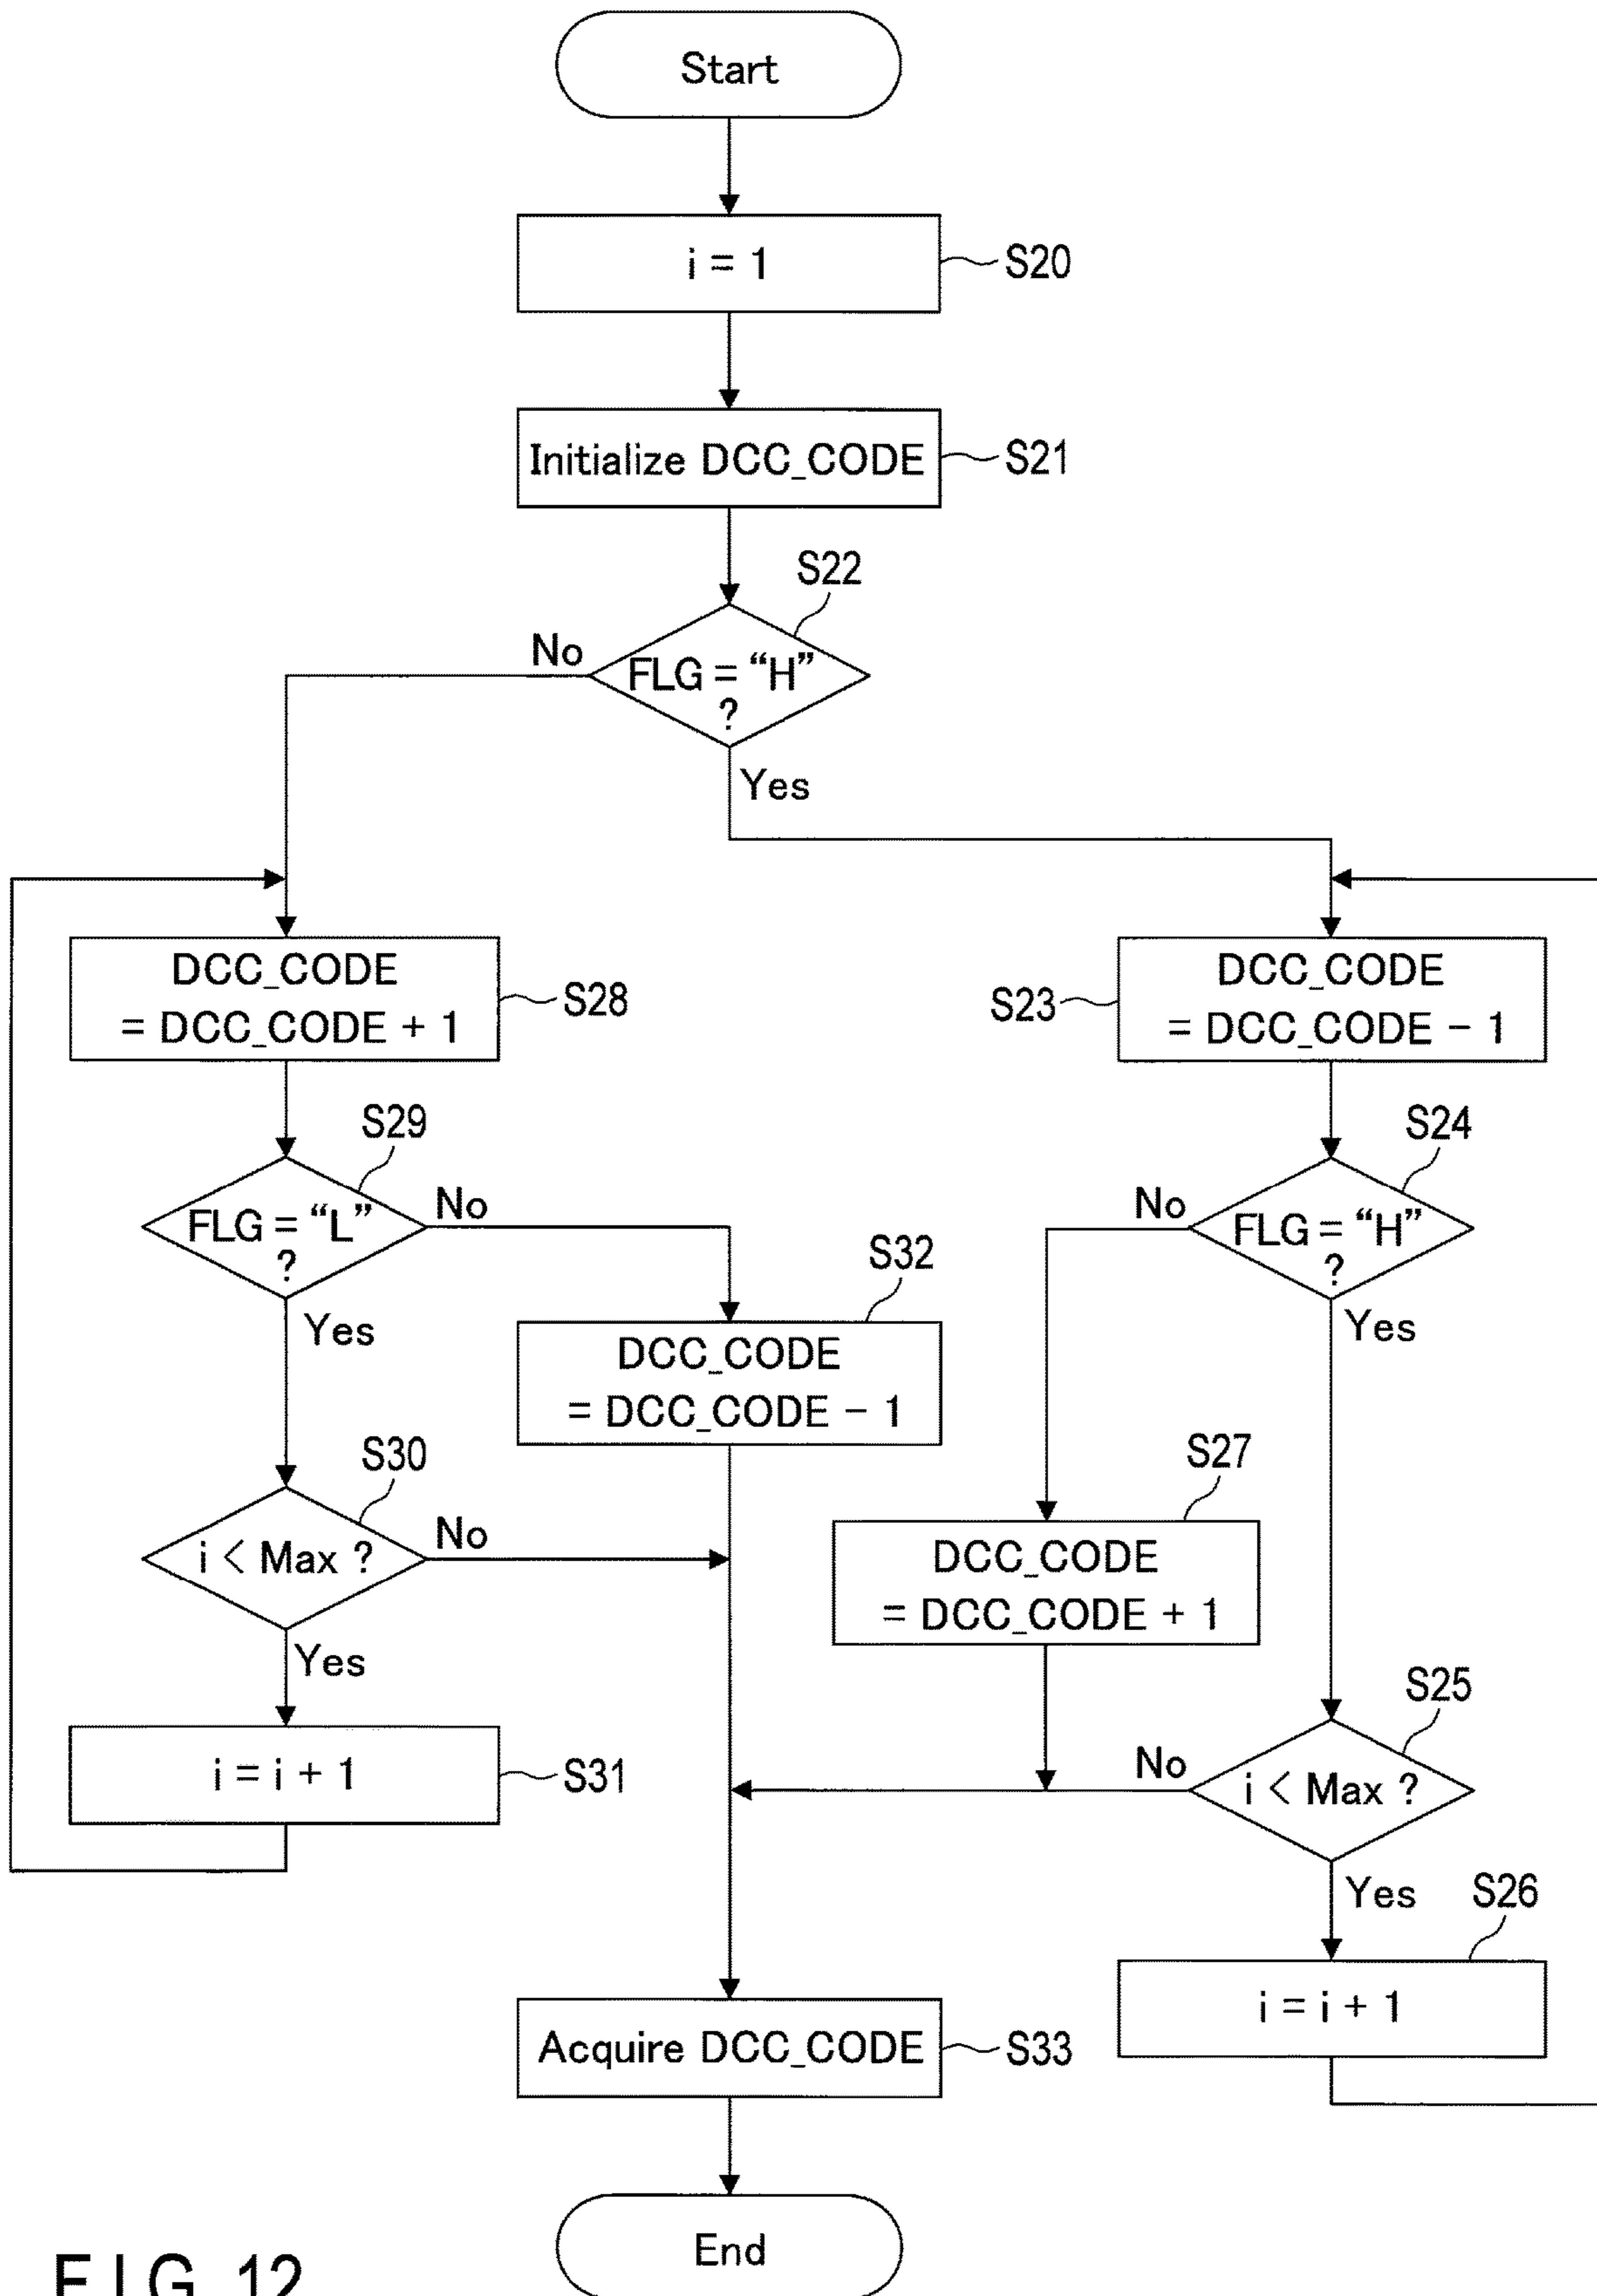 Start
i = 1
S20
Initialize DCC_CODE
S21
S22
No
FLG = “H”
?
Yes
DCC_CODE
= DCC_CODE + 1
S28
S23
DCC_CODE
= DCC_CODE − 1
S29
FLG = “L”
?
No
Yes
S24
No
FLG = “H”
?
Yes
S32
DCC_CODE
= DCC_CODE − 1
S30
i < Max ?
No
Yes
S27
DCC_CODE
= DCC_CODE + 1
S25
No
i < Max ?
Yes
i = i + 1
S31
S26
i = i + 1
Acquire DCC_CODE
S33
End
FIG. 12